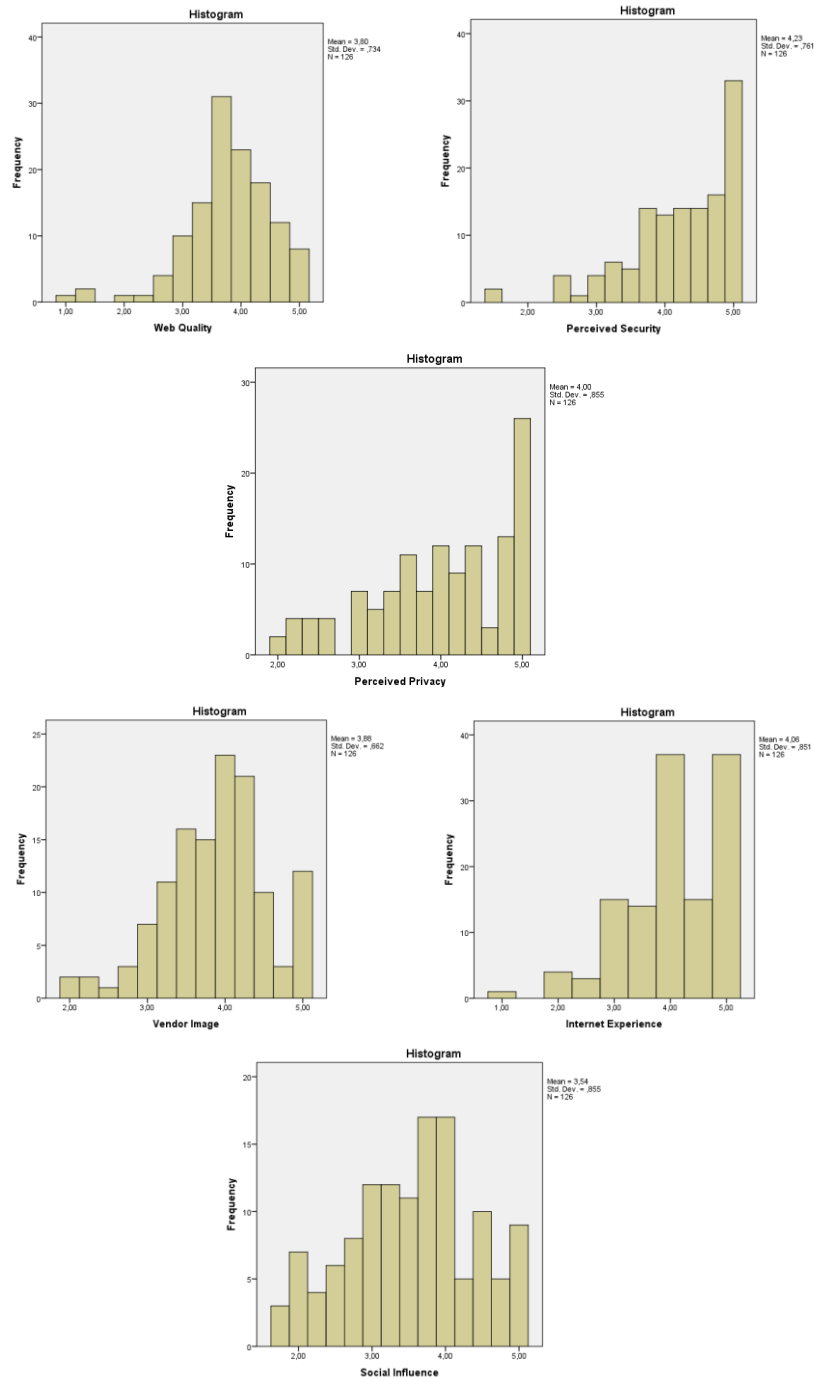 Histogram
Mean = 3,80
Std. Dev. = ,734
N = 126
Frequency
40
30
20
10
0
1,00 2,00 3,00 4,00 5,00
Web Quality
Histogram
Mean = 4,23
Std. Dev. = ,761
N = 126
Frequency
40
30
20
10
0
2,00 3,00 4,00 5,00
Perceived Security
Histogram
Mean = 4,00
Std. Dev. = ,855
N = 126
Frequency
30
20
10
0
2,00 3,00 4,00 5,00
Perceived Privacy
Histogram
Mean = 3,88
Std. Dev. = ,662
N = 126
Frequency
25
20
15
10
5
0
2,00 3,00 4,00 5,00
Vendor Image
Histogram
Mean = 4,06
Std. Dev. = ,851
N = 126
Frequency
40
30
20
10
0
1,00 2,00 3,00 4,00 5,00
Internet Experience
Histogram
Mean = 3,54
Std. Dev. = ,855
N = 126
Frequency
20
15
10
5
0
2,00 3,00 4,00 5,00
Social Influence